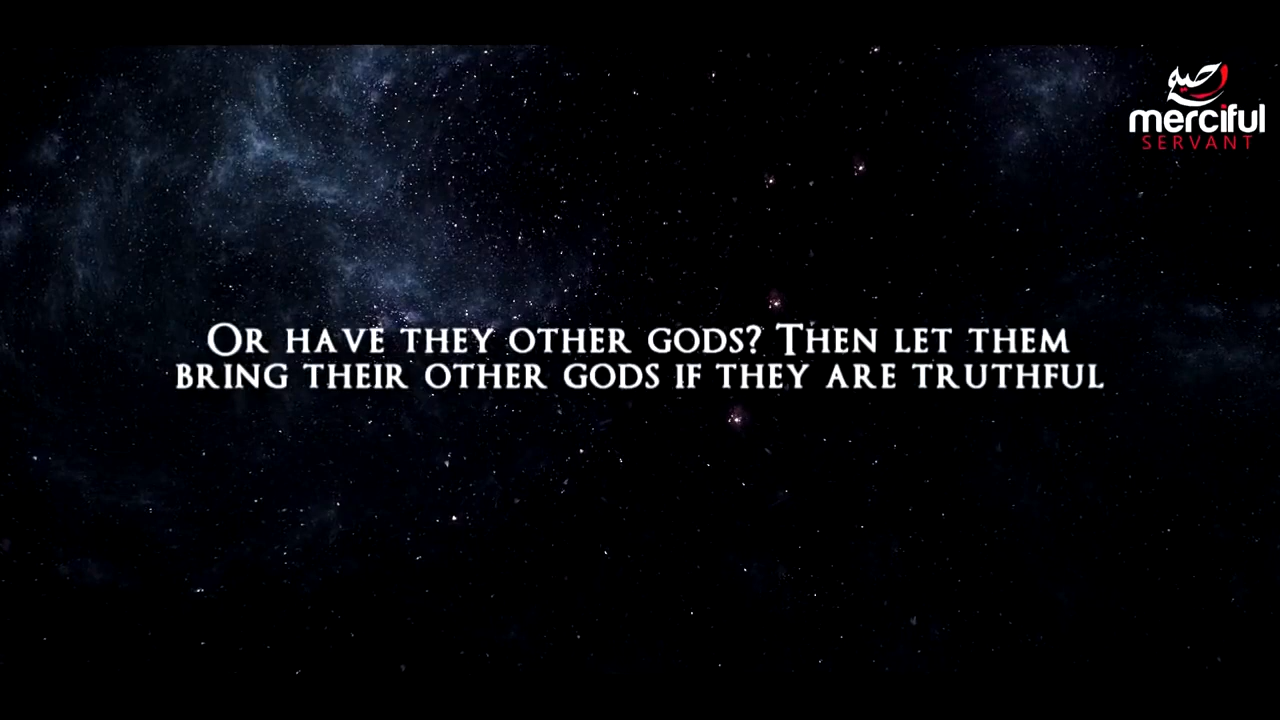 merciful
SERVANT
Or have they other gods? Then let them
bring their other gods if they are truthful